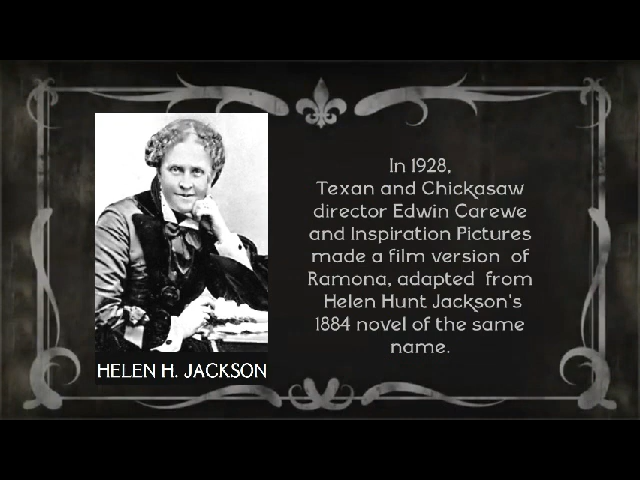 In 1928,
Texan and Chickasaw
director Edwin Carewe
and Inspiration Pictures
made a film version of
Ramona, adapted from
Helen Hunt Jackson's
1884 novel of the same
name.
HELEN H. JACKSON